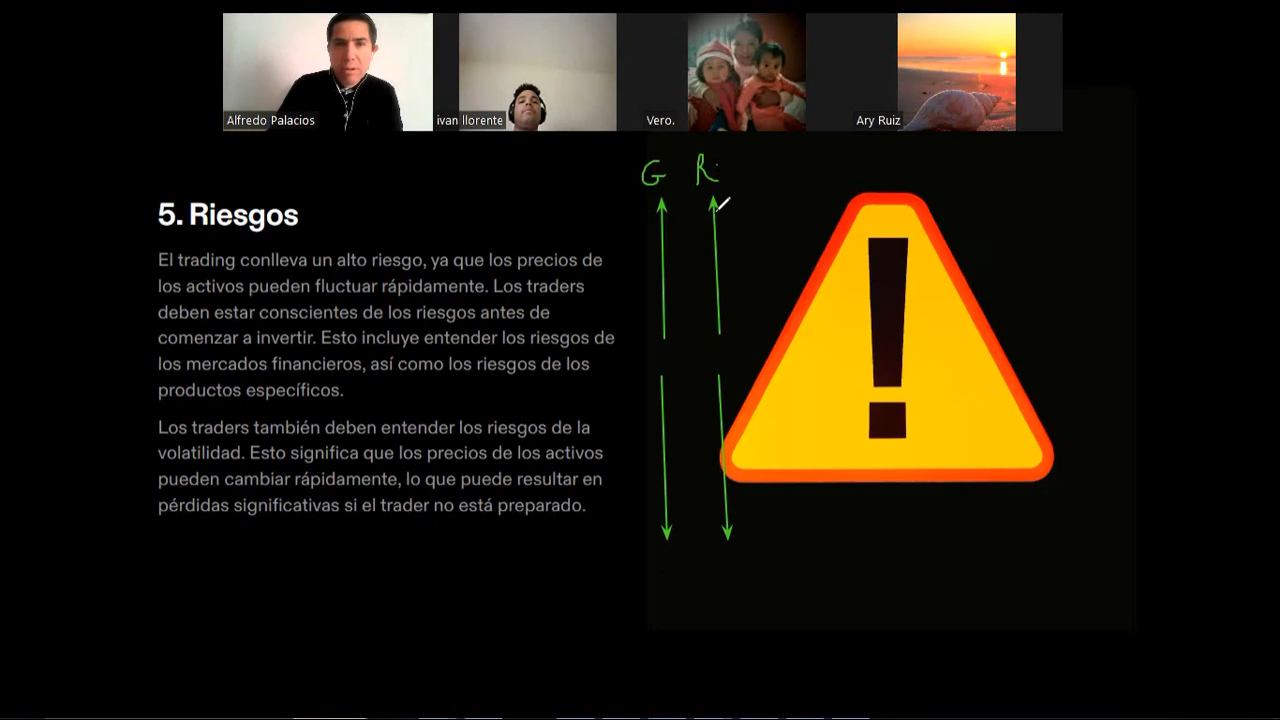 Alfredo Palacios
ivan llorente
Vero.
Ary Ruiz
G R
5. Riesgos
El trading conlleva un alto riesgo, ya que los precios de
los activos pueden fluctuar rápidamente. Los traders
deben estar conscientes de los riesgos antes de
comenzar a invertir. Esto incluye entender los riesgos de
los mercados financieros, así como los riesgos de los
productos específicos.
Los traders también deben entender los riesgos de la
volatilidad. Esto significa que los precios de los activos
pueden cambiar rápidamente, lo que puede resultar en
pérdidas significativas si el trader no está preparado.
!